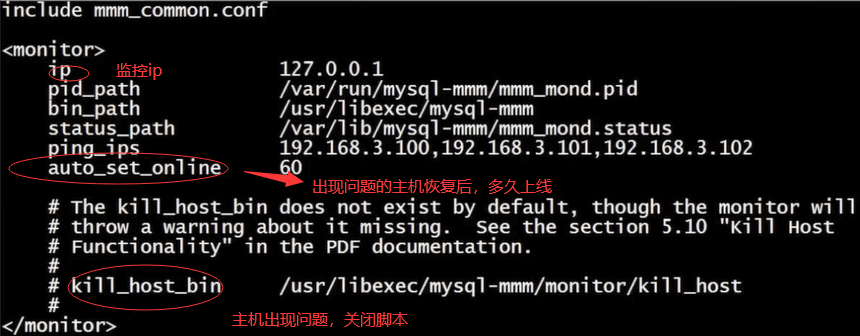 include mmm_common.conf
<monitor>
ip 监控ip 127.0.0.1
pid_path /var/run/mysql-mmm/mmm_mond.pid
bin_path /usr/libexec/mysql-mmm
status_path /var/lib/mysql-mmm/mmm_mond.status
ping_ips 192.168.3.100,192.168.3.101,192.168.3.102
auto_set_online 60
出现问题的主机恢复后，多久上线
# The kill_host_bin does not exist by default, though the monitor will
# throw a warning about it missing. See the section 5.10 "Kill Host
# Functionality" in the PDF documentation.
#
# kill_host_bin /usr/libexec/mysql-mmm/monitor/kill_host
#
主机出现问题，关闭脚本
</monitor>